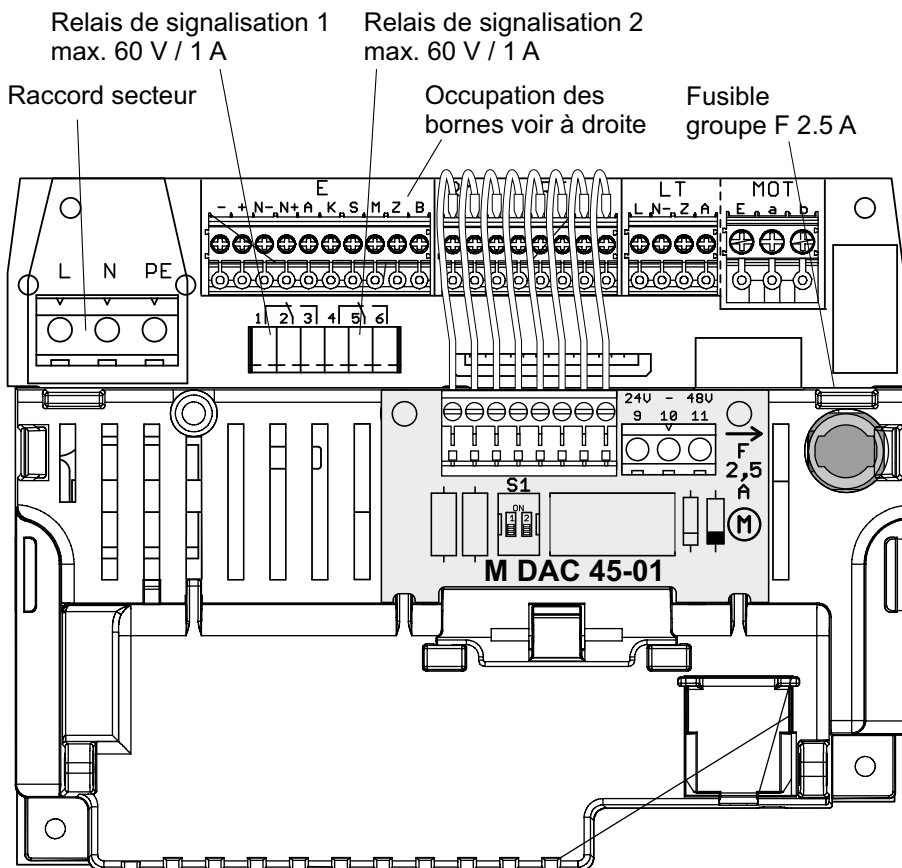 Relais de signalisation 1
max. 60 V / 1 A
Relais de signalisation 2
max. 60 V / 1 A
Raccord secteur
Occupation des
bornes voir à droite
Fusible
groupe F 2.5 A
E
LT
MOT
- + N- N+ A K S M Z B
L N- Z A
E a b
L N PE
1 2 3 4 5 6
24V - 48V
9 10 11
F
2,5
A
M
S1
ON
1 2
M DAC 45-01